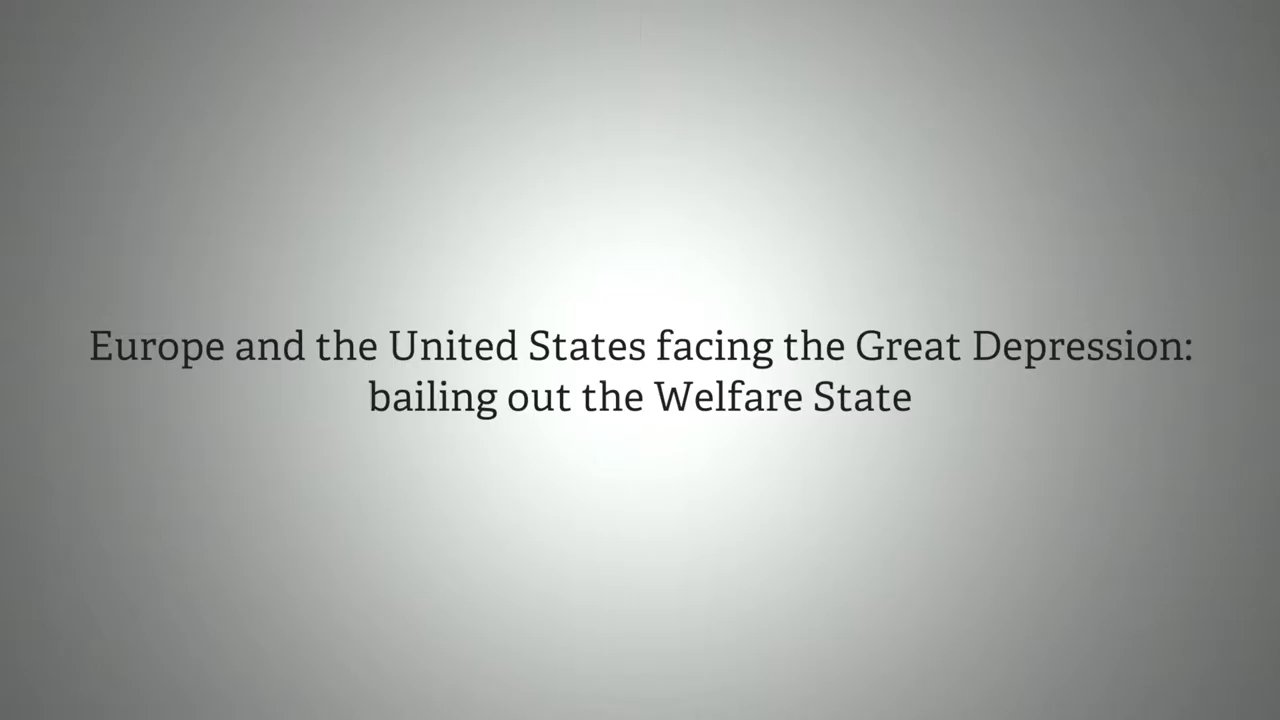 Europe and the United States facing the Great Depression:
bailing out the Welfare State